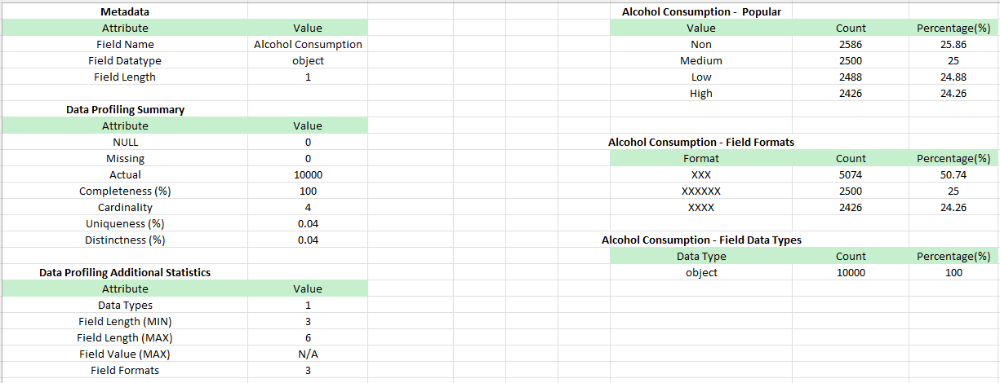 Metadata
Attribute Value
Field Name Alcohol Consumption
Field Datatype object
Field Length 1
Data Profiling Summary
Attribute Value
NULL 0
Missing 0
Actual 10000
Completeness (%) 100
Cardinality 4
Uniqueness (%) 0.04
Distinctness (%) 0.04
Data Profiling Additional Statistics
Attribute Value
Data Types 1
Field Length (MIN) 3
Field Length (MAX) 6
Field Value (MAX) N/A
Field Formats 3
Alcohol Consumption - Popular
Value Count Percentage(%)
Non 2586 25.86
Medium 2500 25
Low 2488 24.88
High 2426 24.26
Alcohol Consumption - Field Formats
Format Count Percentage(%)
XXX 5074 50.74
XXXXXX 2500 25
XXXX 2426 24.26
Alcohol Consumption - Field Data Types
Data Type Count Percentage(%)
object 10000 100